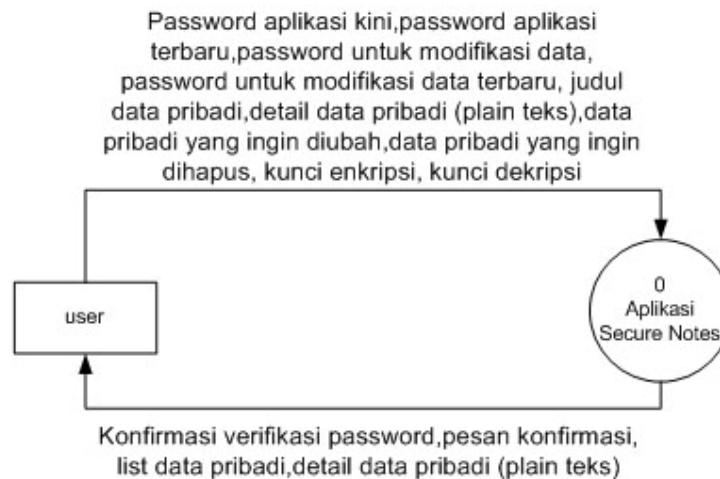 Password aplikasi kini,password aplikasi
terbaru,password untuk modifikasi data,
password untuk modifikasi data terbaru, judul
data pribadi,detail data pribadi (plain teks),data
pribadi yang ingin diubah,data pribadi yang ingin
dihapus, kunci enkripsi, kunci dekripsi
user
0
Aplikasi
Secure Notes
Konfirmasi verifikasi password,pesan konfirmasi,
list data pribadi,detail data pribadi (plain teks)